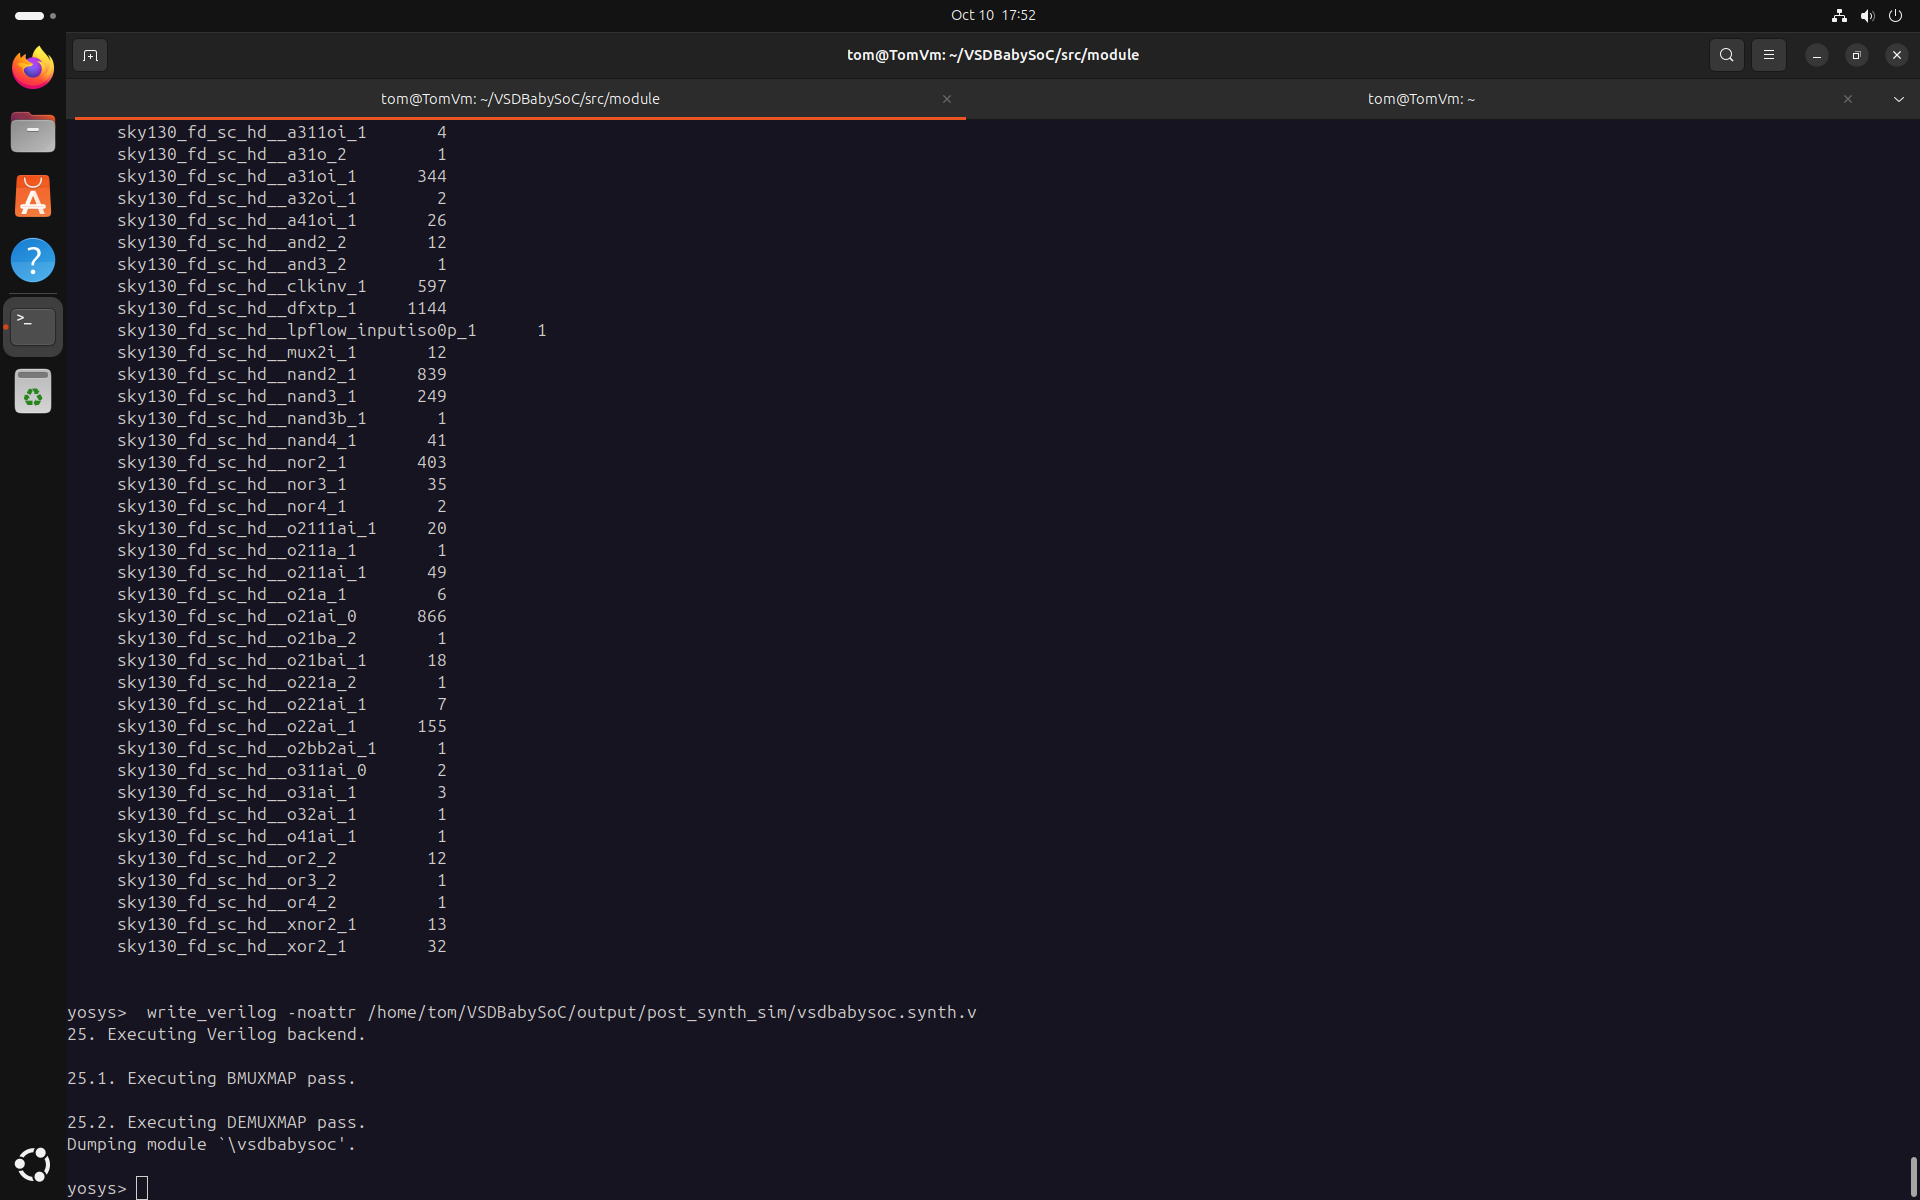 Oct 10 17:52
tom@TomVm: ~/VSDBabySoC/src/module
tom@TomVm: ~/VSDBabySoC/src/module
tom@TomVm: ~
sky130_fd_sc_hd__a311oi_1 4
sky130_fd_sc_hd__a31o_2 1
sky130_fd_sc_hd__a31oi_1 344
sky130_fd_sc_hd__a32oi_1 2
sky130_fd_sc_hd__a41oi_1 26
sky130_fd_sc_hd__and2_2 12
sky130_fd_sc_hd__and3_2 1
sky130_fd_sc_hd__clkinv_1 597
sky130_fd_sc_hd__dfxtp_1 1144
sky130_fd_sc_hd__lpflow_inputiso0p_1 1
sky130_fd_sc_hd__mux2i_1 12
sky130_fd_sc_hd__nand2_1 839
sky130_fd_sc_hd__nand3_1 249
sky130_fd_sc_hd__nand3b_1 1
sky130_fd_sc_hd__nand4_1 41
sky130_fd_sc_hd__nor2_1 403
sky130_fd_sc_hd__nor3_1 35
sky130_fd_sc_hd__nor4_1 2
sky130_fd_sc_hd__o2111ai_1 20
sky130_fd_sc_hd__o211a_1 1
sky130_fd_sc_hd__o211ai_1 49
sky130_fd_sc_hd__o21a_1 6
sky130_fd_sc_hd__o21ai_0 866
sky130_fd_sc_hd__o21ba_2 1
sky130_fd_sc_hd__o21bai_1 18
sky130_fd_sc_hd__o221a_2 1
sky130_fd_sc_hd__o221ai_1 7
sky130_fd_sc_hd__o22ai_1 155
sky130_fd_sc_hd__o2bb2ai_1 1
sky130_fd_sc_hd__o311ai_0 2
sky130_fd_sc_hd__o31ai_1 3
sky130_fd_sc_hd__o32ai_1 1
sky130_fd_sc_hd__o41ai_1 1
sky130_fd_sc_hd__or2_2 12
sky130_fd_sc_hd__or3_2 1
sky130_fd_sc_hd__or4_2 1
sky130_fd_sc_hd__xnor2_1 13
sky130_fd_sc_hd__xor2_1 32
yosys> write_verilog -noattr /home/tom/VSDBabySoC/output/post_synth_sim/vsdbabysoc.synth.v
25. Executing Verilog backend.
25.1. Executing BMUXMAP pass.
25.2. Executing DEMUXMAP pass.
Dumping module `\vsdbabysoc'.
yosys>